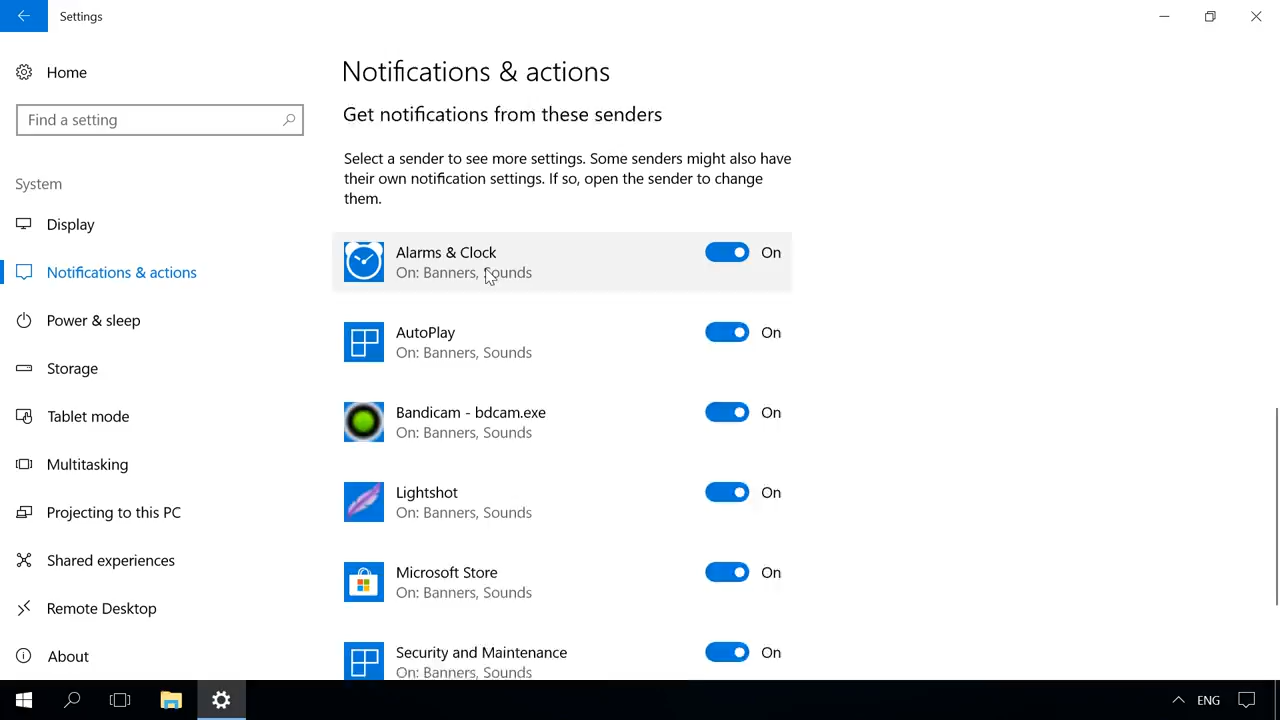 Settings
Home
Find a setting
System
Display
Notifications & actions
Power & sleep
Storage
Tablet mode
Multitasking
Projecting to this PC
Shared experiences
Remote Desktop
About
Notifications & actions
Get notifications from these senders
Select a sender to see more settings. Some senders might also have
their own notification settings. If so, open the sender to change
them.
Alarms & Clock
On
On: Banners, Sounds
AutoPlay
On
On: Banners, Sounds
Bandicam - bdcam.exe
On
On: Banners, Sounds
Lightshot
On
On: Banners, Sounds
Microsoft Store
On
On: Banners, Sounds
Security and Maintenance
On
On: Banners, Sounds
ENG